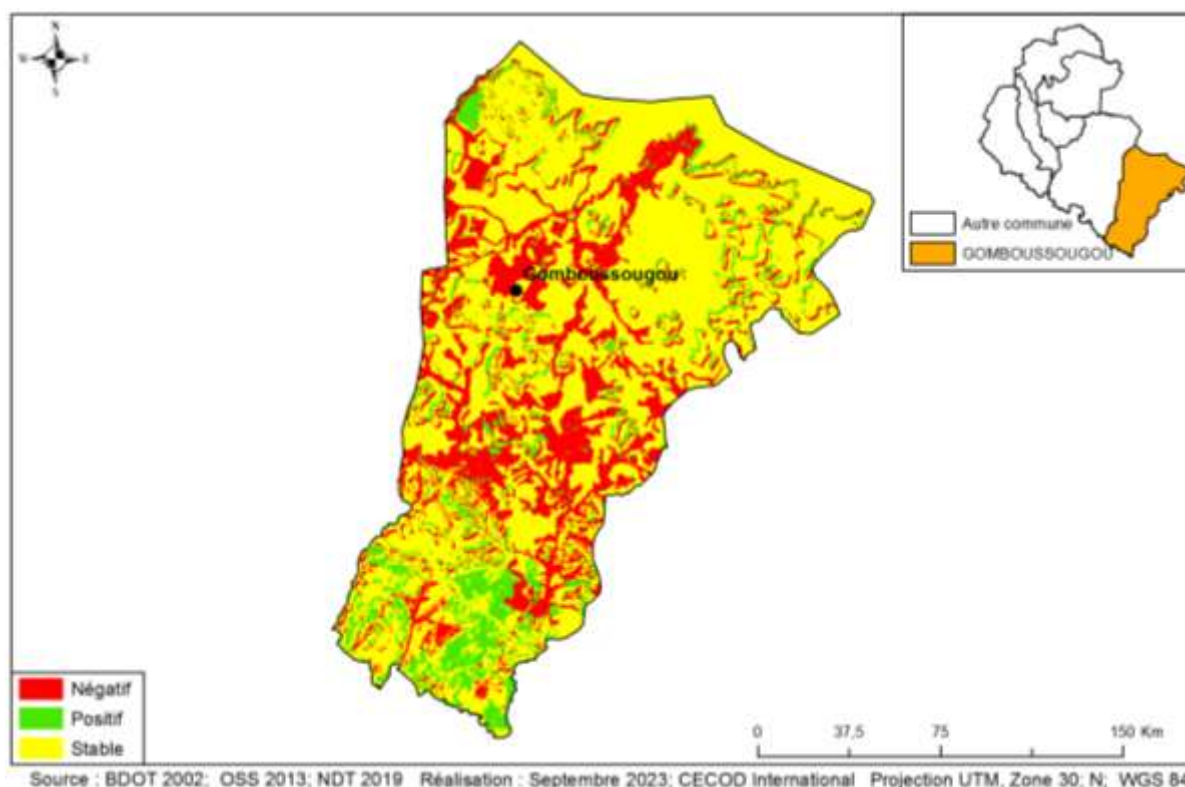 N
W E
S
Autre commune
GOMBOUSSOUGOU
Gomboussougou
Négatif
Positif
Stable
0 37,5 75 150 Km
Source : BDOT 2002; OSS 2013; NDT 2019 Réalisation : Septembre 2023; CECOD International Projection UTM, Zone 30; N; WGS 84